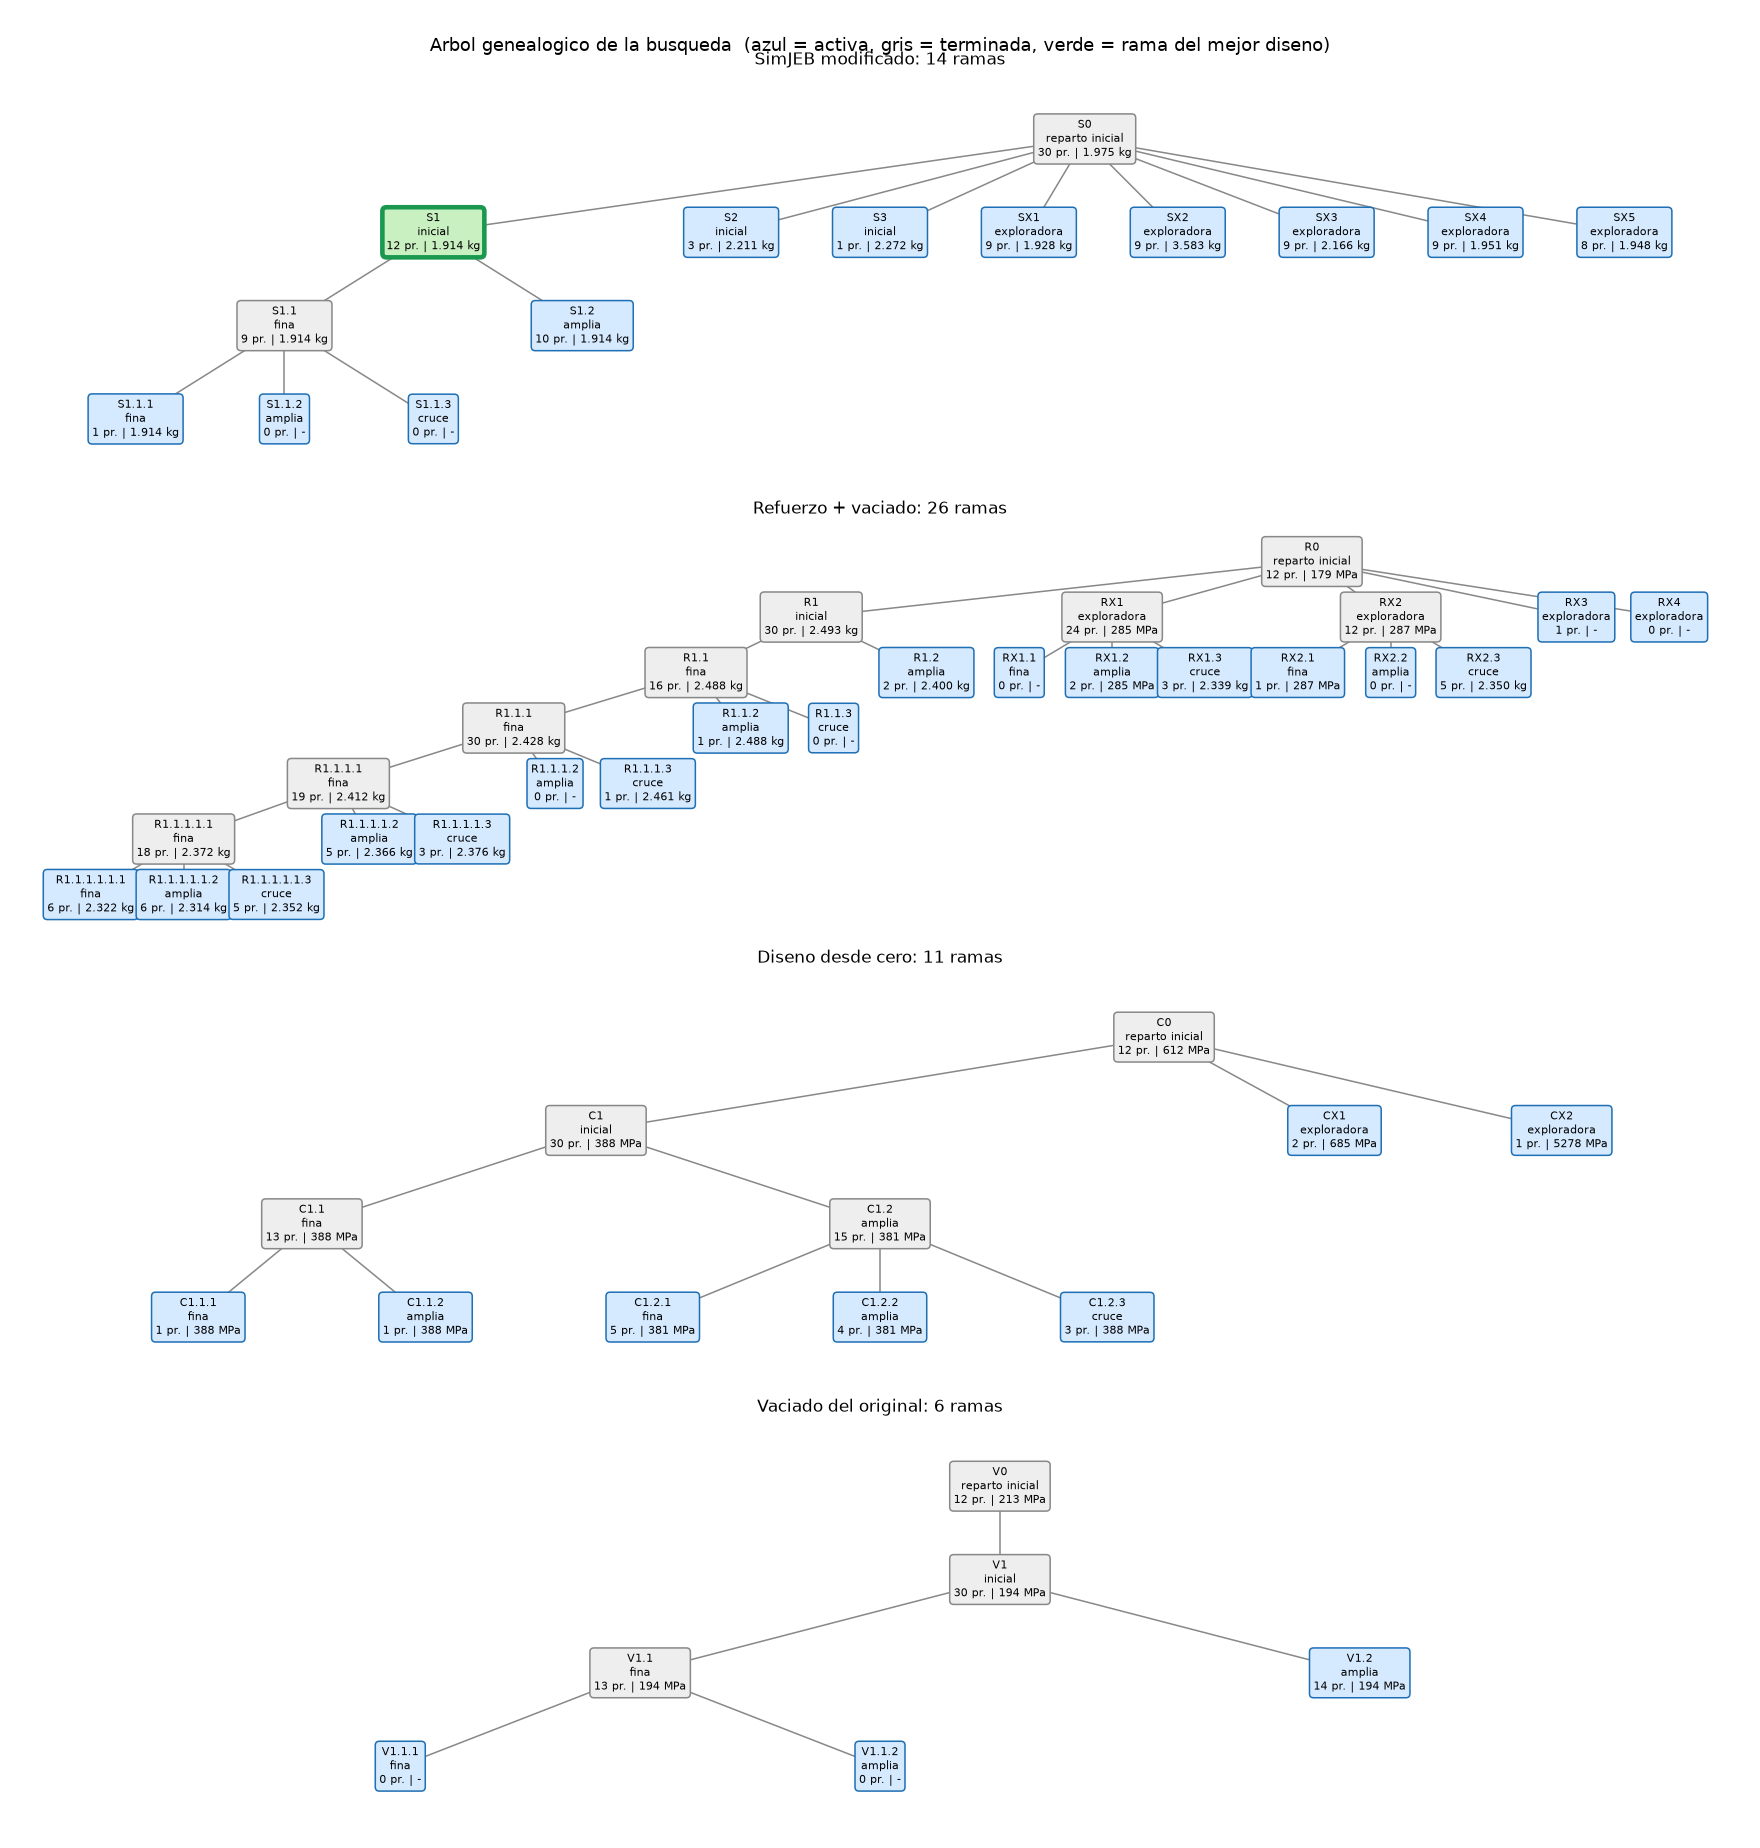 Arbol genealogico de la busqueda  (azul = activa, gris = terminada, verde = rama del mejor diseno)
SimJEB modificado: 14 ramas
S0
reparto inicial
30 pr. | 1.975 kg
S1
inicial
12 pr. | 1.914 kg
S2
inicial
3 pr. | 2.211 kg
S3
inicial
1 pr. | 2.272 kg
SX1
exploradora
9 pr. | 1.928 kg
SX2
exploradora
9 pr. | 3.583 kg
SX3
exploradora
9 pr. | 2.166 kg
SX4
exploradora
9 pr. | 1.951 kg
SX5
exploradora
8 pr. | 1.948 kg
S1.1
fina
9 pr. | 1.914 kg
S1.2
amplia
10 pr. | 1.914 kg
S1.1.1
fina
1 pr. | 1.914 kg
S1.1.2
amplia
0 pr. | -
S1.1.3
cruce
0 pr. | -
Refuerzo + vaciado: 26 ramas
R0
reparto inicial
12 pr. | 179 MPa
R1
inicial
30 pr. | 2.493 kg
RX1
exploradora
24 pr. | 285 MPa
RX2
exploradora
12 pr. | 287 MPa
RX3
exploradora
1 pr. | -
RX4
exploradora
0 pr. | -
R1.1
fina
16 pr. | 2.488 kg
R1.2
amplia
2 pr. | 2.400 kg
RX1.1
fina
0 pr. | -
RX1.2
amplia
2 pr. | 285 MPa
RX1.3
cruce
3 pr. | 2.339 kg
RX2.1
fina
1 pr. | 287 MPa
RX2.2
amplia
0 pr. | -
RX2.3
cruce
5 pr. | 2.350 kg
R1.1.1
fina
30 pr. | 2.428 kg
R1.1.2
amplia
1 pr. | 2.488 kg
R1.1.3
cruce
0 pr. | -
R1.1.1.1
fina
19 pr. | 2.412 kg
R1.1.1.2
amplia
0 pr. | -
R1.1.1.3
cruce
1 pr. | 2.461 kg
R1.1.1.1.1
fina
18 pr. | 2.372 kg
R1.1.1.1.2
amplia
5 pr. | 2.366 kg
R1.1.1.1.3
cruce
3 pr. | 2.376 kg
R1.1.1.1.1.1
fina
6 pr. | 2.322 kg
R1.1.1.1.1.2
amplia
6 pr. | 2.314 kg
R1.1.1.1.1.3
cruce
5 pr. | 2.352 kg
Diseno desde cero: 11 ramas
C0
reparto inicial
12 pr. | 612 MPa
C1
inicial
30 pr. | 388 MPa
CX1
exploradora
2 pr. | 685 MPa
CX2
exploradora
1 pr. | 5278 MPa
C1.1
fina
13 pr. | 388 MPa
C1.2
amplia
15 pr. | 381 MPa
C1.1.1
fina
1 pr. | 388 MPa
C1.1.2
amplia
1 pr. | 388 MPa
C1.2.1
fina
5 pr. | 381 MPa
C1.2.2
amplia
4 pr. | 381 MPa
C1.2.3
cruce
3 pr. | 388 MPa
Vaciado del original: 6 ramas
V0
reparto inicial
12 pr. | 213 MPa
V1
inicial
30 pr. | 194 MPa
V1.1
fina
13 pr. | 194 MPa
V1.2
amplia
14 pr. | 194 MPa
V1.1.1
fina
0 pr. | -
V1.1.2
amplia
0 pr. | -